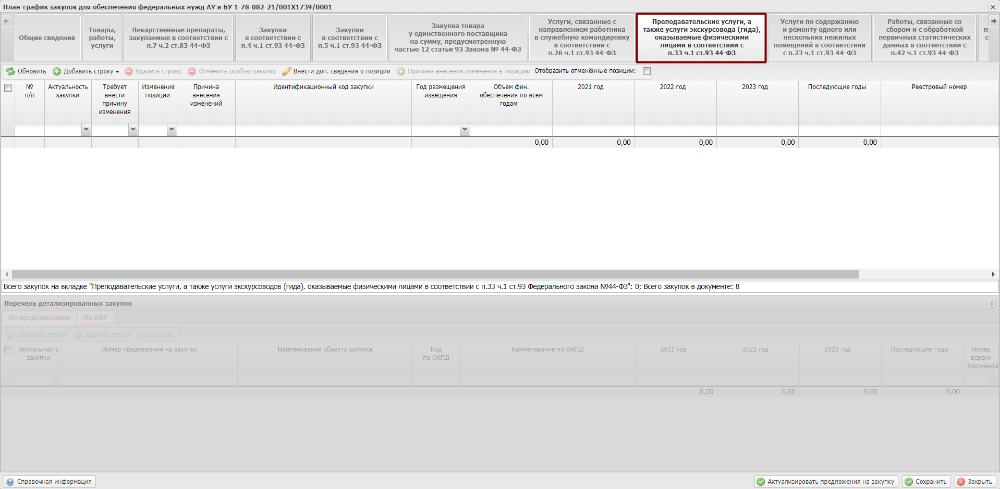 План-график закупок для обеспечения федеральных нужд АУ и БУ 1-78-082-21/001X1739/0001
Общие сведения
Товары,
работы,
услуги
Лекарственные препараты,
закупаемые в соответствии с
п.7 ч.2 ст.83 44-ФЗ
Закупки
в соответствии с
п.4 ч.1 ст.93 44-ФЗ
Закупки
в соответствии с
п.5 ч.1 ст.93 44-ФЗ
Закупка товара
у единственного поставщика
на сумму, предусмотренную
частью 12 статьи 93 Закона № 44-ФЗ
Услуги, связанные с
направлением работника
в служебную командировку
в соответствии с
п.26 ч.1 ст.93 44-ФЗ
Преподавательские услуги, а
также услуги экскурсовода (гида),
оказываемые физическими
лицами в соответствии с
п.33 ч.1 ст.93 44-ФЗ
Услуги по содержанию
и ремонту одного или
нескольких нежилых
помещений в соответствии
с п.23 ч.1 ст.93 44-ФЗ
Работы, связанные со
сбором и с обработкой
первичных статистических
данных в соответствии с
п.42 ч.1 ст.93 44-ФЗ
Обновить Добавить строку Удалить строку Отменить особую закупку Внести доп. сведения о позиции Причина внесения изменения в позицию Отобразить отменённые позиции:
№
п/п
Актуальность
закупки
Требует
внести
причину
изменения
Изменение
позиции
Причина
внесения
изменений
Идентификационный код закупки
Год размещения
извещения
Объем фин.
обеспечения по всем
годам
2021 год
2022 год
2023 год
Последующие годы
Реестровый номер
0,00 0,00 0,00 0,00 0,00
Всего закупок на вкладке "Преподавательские услуги, а также услуги экскурсоводов (гида), оказываемые физическими лицами в соответствии с п.33 ч.1 ст.93 Федерального закона №44-ФЗ": 0; Всего закупок в документе: 8
Перечень детализированных закупок
По предложениям По КВР
Добавить строку Удалить строку Открыть
Актуальность
закупки
Номер предложения на закупку
Наименование объекта закупки
Код
по ОКПД
Наименование по ОКПД
2021 год
2022 год
2023 год
Последующие годы
Номер
версии
документа
0,00 0,00 0,00 0,00
Справочная информация Актуализировать предложения на закупку Сохранить Закрыть